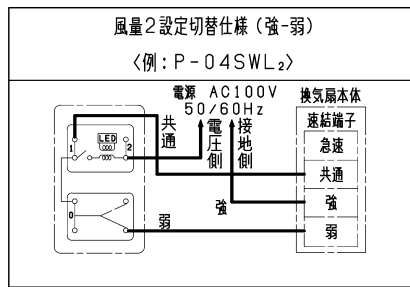 風量2設定切替仕様（強-弱）
〈例：P-04SWL₂〉
電源 AC100V
50/60Hz
換気扇本体
速結端子
急速
共通
強
弱
共通
電圧側
接地側
強
弱
LED
1
2
0